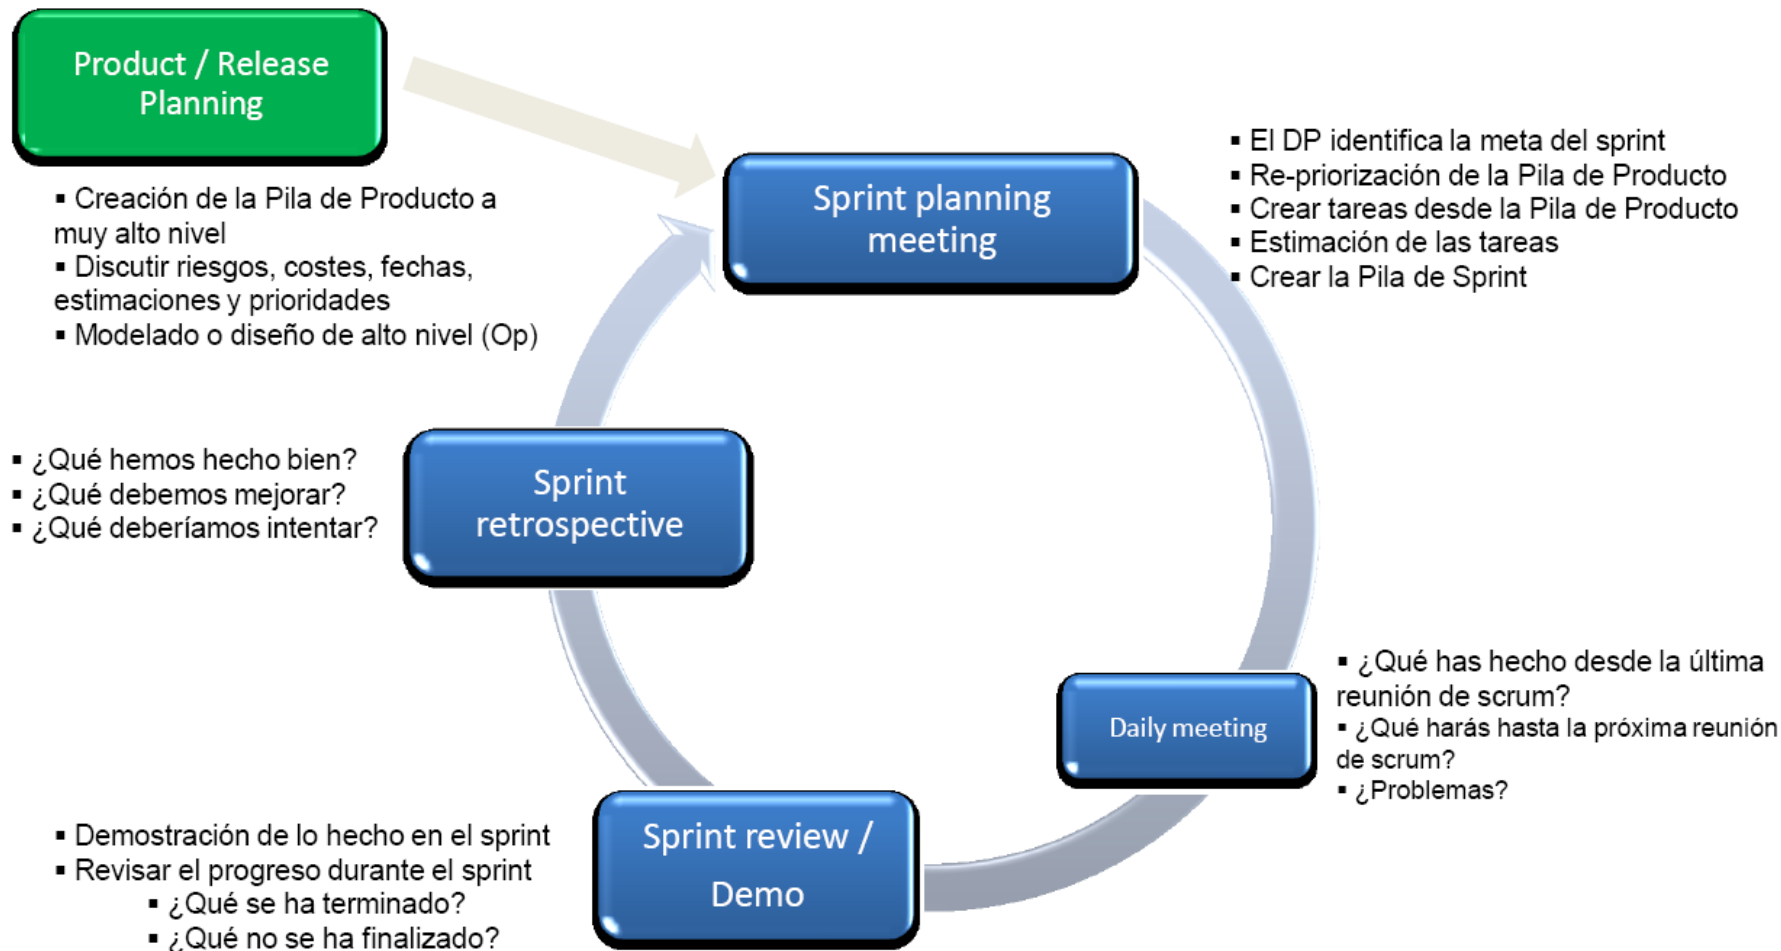 Product / Release
Planning
▪ Creación de la Pila de Producto a
muy alto nivel
▪ Discutir riesgos, costes, fechas,
estimaciones y prioridades
▪ Modelado o diseño de alto nivel (Op)
Sprint planning
meeting
▪ El DP identifica la meta del sprint
▪ Re-priorización de la Pila de Producto
▪ Crear tareas desde la Pila de Producto
▪ Estimación de las tareas
▪ Crear la Pila de Sprint
Daily meeting
▪ ¿Qué has hecho desde la última
reunión de scrum?
▪ ¿Qué harás hasta la próxima reunión
de scrum?
▪ ¿Problemas?
Sprint review /
Demo
▪ Demostración de lo hecho en el sprint
▪ Revisar el progreso durante el sprint
▪ ¿Qué se ha terminado?
▪ ¿Qué no se ha finalizado?
Sprint
retrospective
▪ ¿Qué hemos hecho bien?
▪ ¿Qué debemos mejorar?
▪ ¿Qué deberíamos intentar?